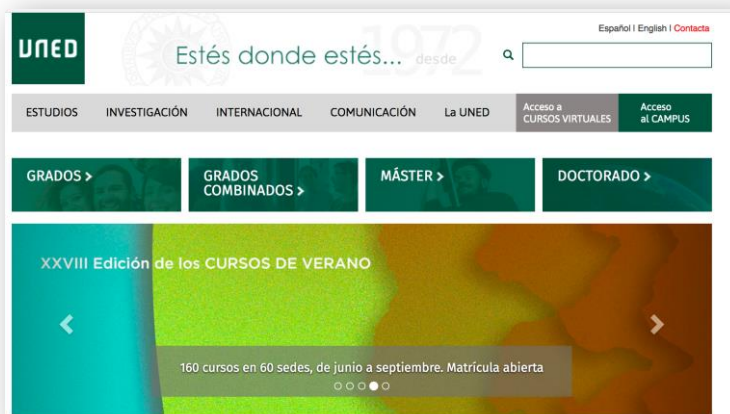 Español | English | Contacta
UNED
Estés donde estés... desde 1972
ESTUDIOS INVESTIGACIÓN INTERNACIONAL COMUNICACIÓN La UNED
Acceso a
CURSOS VIRTUALES
Acceso
al CAMPUS
GRADOS >
GRADOS
COMBINADOS >
MÁSTER >
DOCTORADO >
XXVIII Edición de los CURSOS DE VERANO
160 cursos en 60 sedes, de junio a septiembre. Matrícula abierta